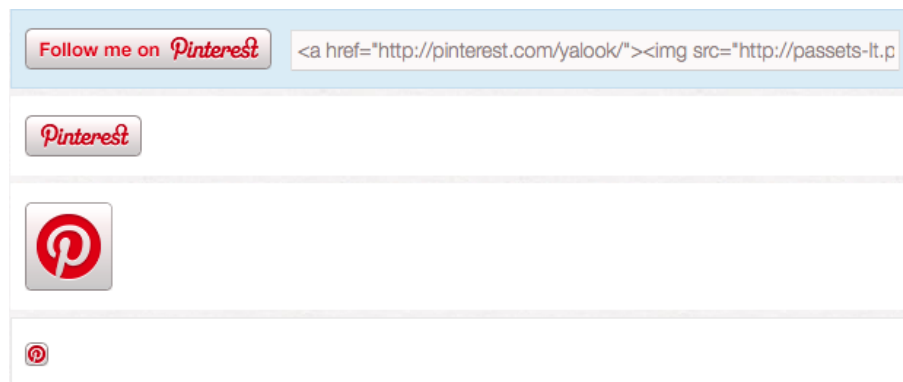 Follow me on Pinterest <a href="http://pinterest.com/yalook/"><img src="http://passets-lt.p
Pinterest